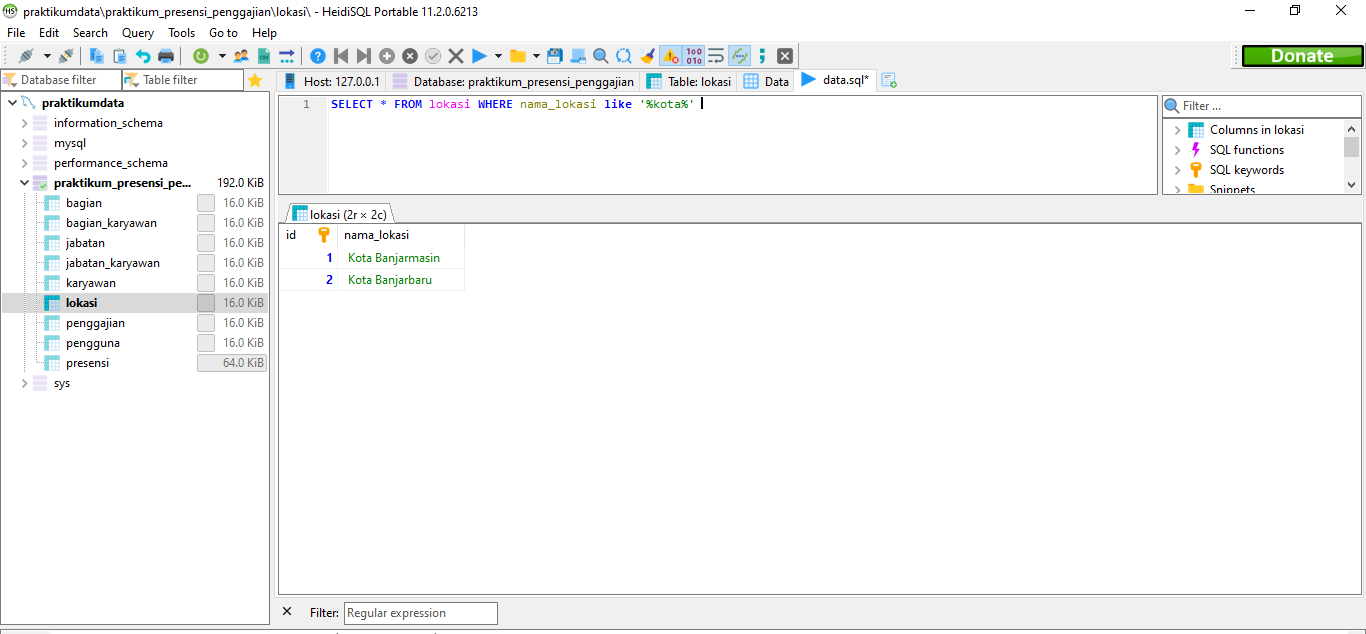 praktikumdata\praktikum_presensi_penggajian\lokasi\ - HeidiSQL Portable 11.2.0.6213
File Edit Search Query Tools Go to Help
Donate
Database filter Table filter
Host: 127.0.0.1 Database: praktikum_presensi_penggajian Table: lokasi Data data.sql*
praktikumdata
information_schema
mysql
performance_schema
praktikum_presensi_pe... 192.0 KiB
bagian 16.0 KiB
bagian_karyawan 16.0 KiB
jabatan 16.0 KiB
jabatan_karyawan 16.0 KiB
karyawan 16.0 KiB
lokasi 16.0 KiB
penggajian 16.0 KiB
pengguna 16.0 KiB
presensi 64.0 KiB
sys
1 SELECT * FROM lokasi WHERE nama_lokasi like '%kota%'
Filter ...
Columns in lokasi
SQL functions
SQL keywords
Snippets
lokasi (2r × 2c)
id nama_lokasi
1 Kota Banjarmasin
2 Kota Banjarbaru
Filter: Regular expression